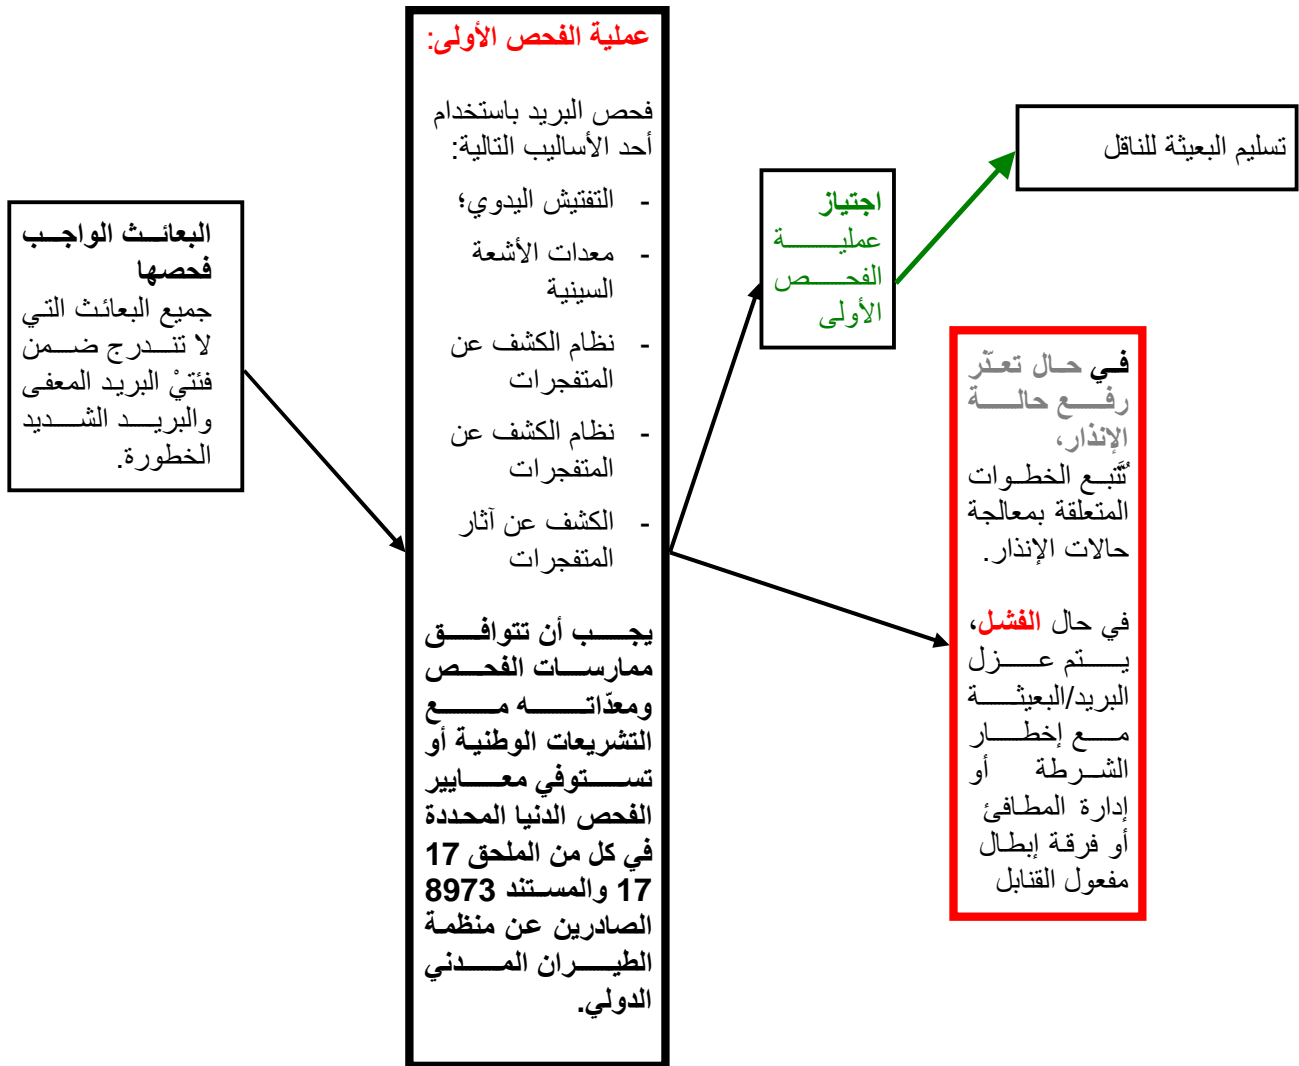 البعائث الواجب
فحصها
جميع البعائث التي
لا تندرج ضمن
فئتيْ البريد المعفى
والبريد الشديد
الخطورة.
عملية الفحص الأولى:
فحص البريد باستخدام
أحد الأساليب التالية:
- التفتيش اليدوي؛
- معدات الأشعة
السينية
- نظام الكشف عن
المتفجرات
- نظام الكشف عن
المتفجرات
- الكشف عن آثار
المتفجرات
يجب أن تتوافق
ممارسات الفحص
ومعدّاته مع
التشريعات الوطنية أو
تستوفي معايير
الفحص الدنيا المحددة
في كل من الملحق 17
17 والمستند 8973
الصادرين عن منظمة
الطيران المدني
الدولي.
اجتياز
عملية
الفحص
الأولى
تسليم البعيثة للناقل
في حال تعذّر
رفع حالة
الإنذار،
تُتَّبع الخطوات
المتعلقة بمعالجة
حالات الإنذار.
في حال الفشل،
يتم عزل
البريد/البعيثة
مع إخطار
الشرطة أو
إدارة المطافئ
أو فرقة إبطال
مفعول القنابل